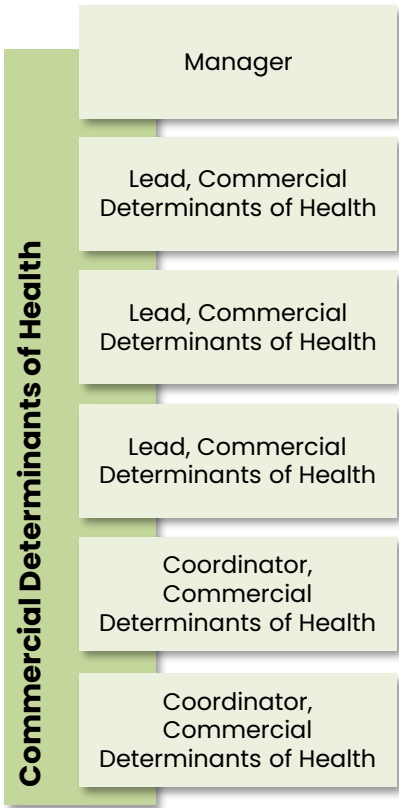 Manager
Lead, Commercial
Determinants of Health
Lead, Commercial
Determinants of Health
Lead, Commercial
Determinants of Health
Coordinator,
Commercial
Determinants of Health
Coordinator,
Commercial
Determinants of Health
Commercial Determinants of Health